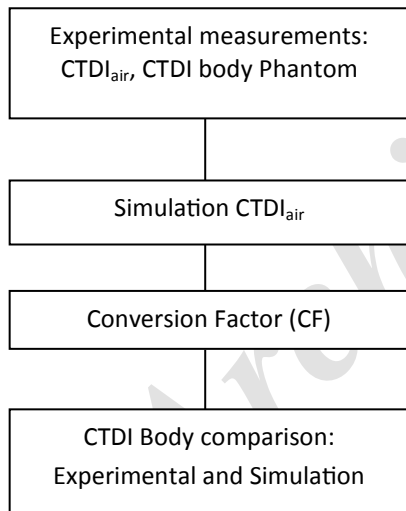 Experimental measurements:
CTDIair, CTDI body Phantom
Simulation CTDIair
Conversion Factor (CF)
CTDI Body comparison:
Experimental and Simulation